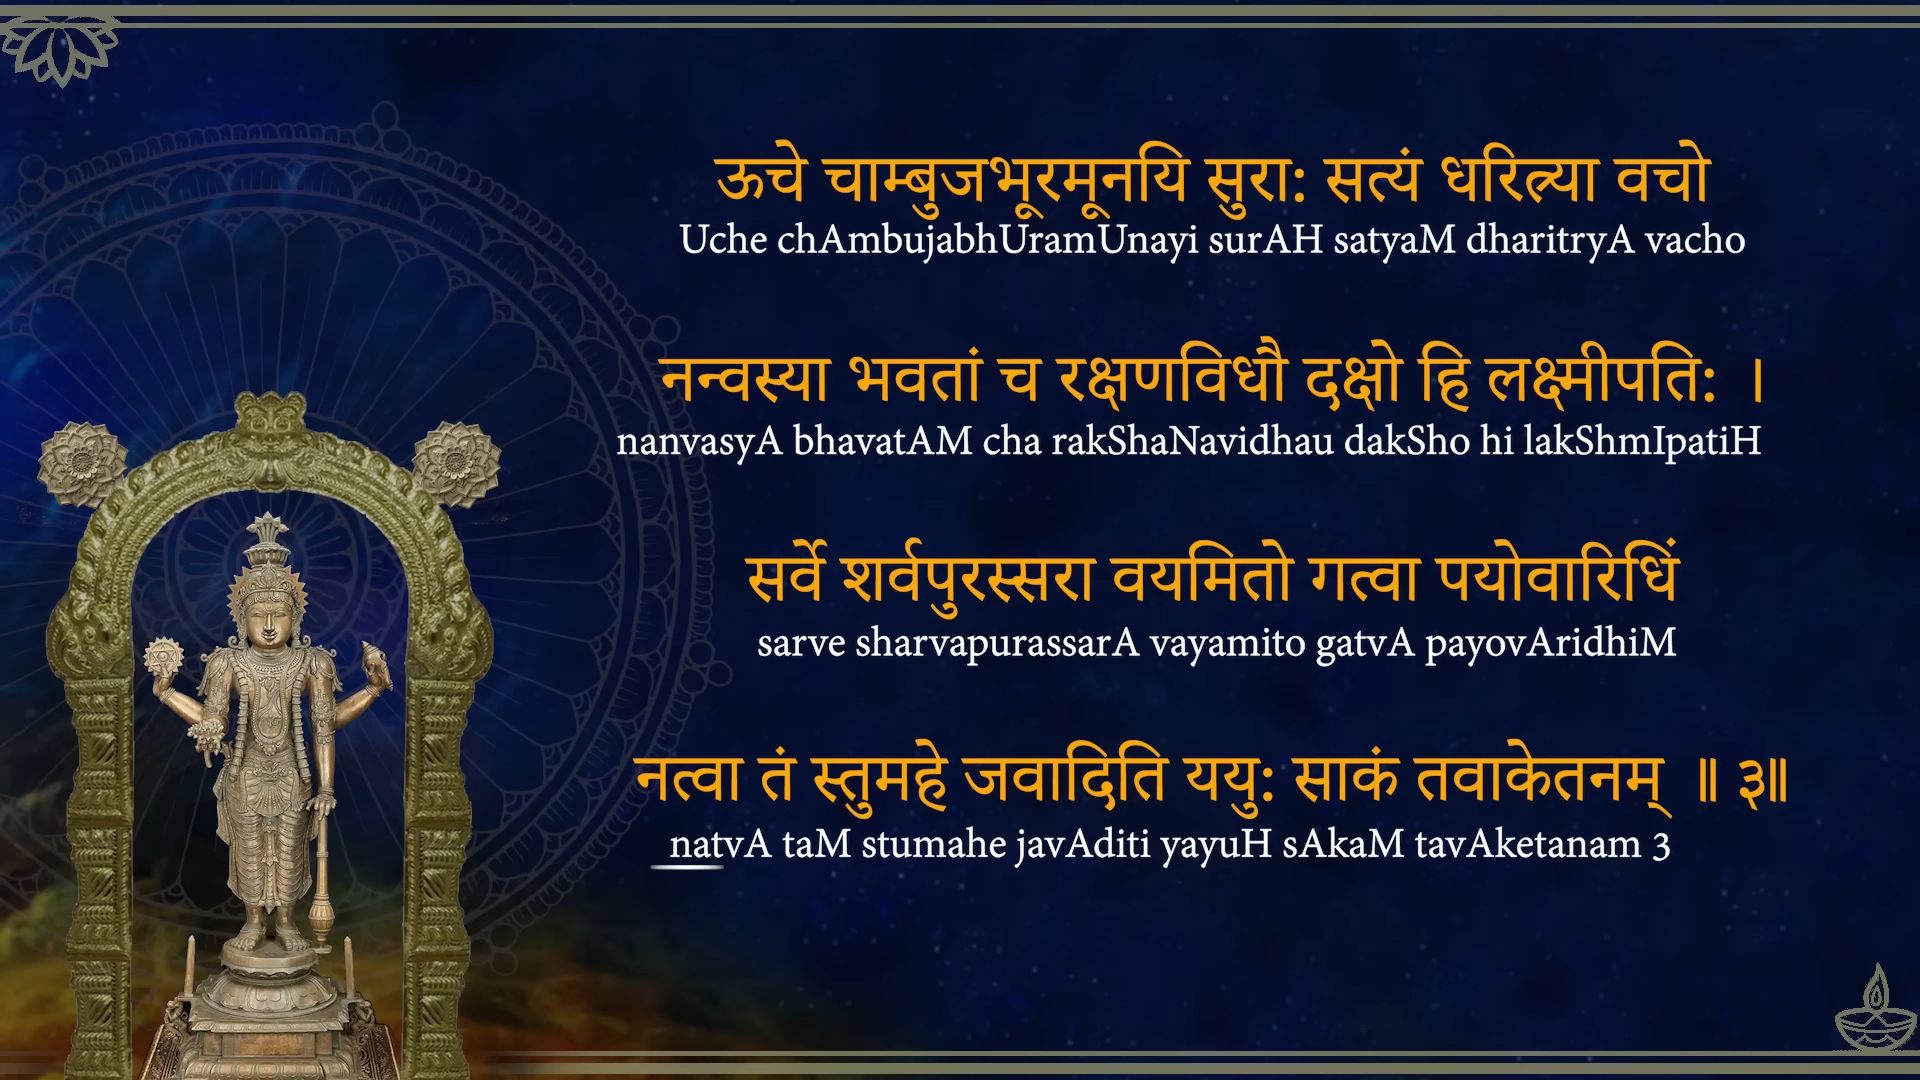 ऊचे चाम्बुजभूरमूनयि सुरा: सत्यं धरित्र्या वचो
Uche chAmbujabhUramUnayi surAH satyaM dharitryA vacho
नन्वस्या भवतां च रक्षणविधौ दक्षो हि लक्ष्मीपति: ।
nanvasyA bhavatAM cha rakShaNavidhau dakSho hi lakShmIpatiH
सर्वे शर्वपुरस्सरा वयमितो गत्वा पयोवारिधिं
sarve sharvapurassarA vayamito gatvA payovAridhiM
नत्वा तं स्तुमहे जवादिति ययु: साकं तवाकेतनम् ॥ ३॥
natvA taM stumahe javAditi yayuH sAkaM tavAketanam 3